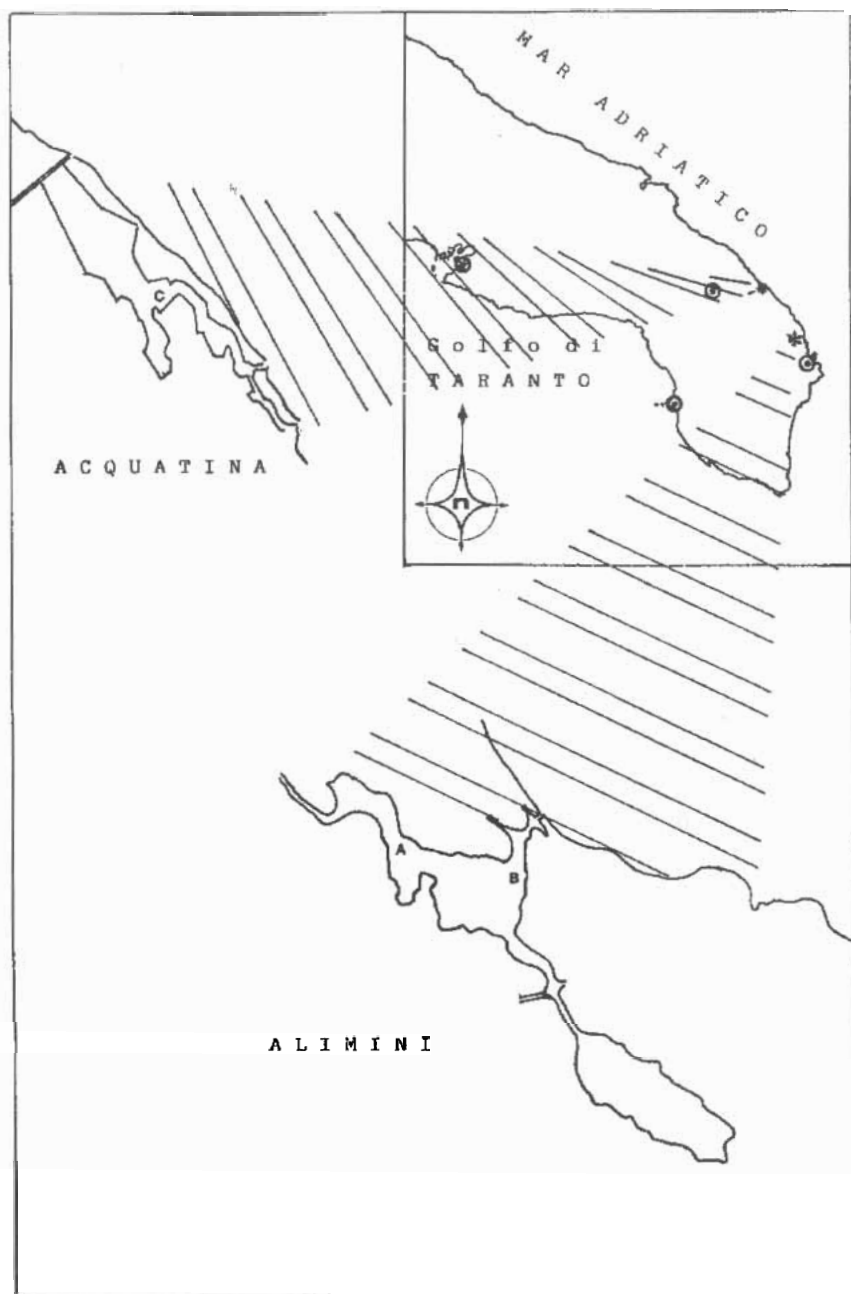 MAR ADRIATICO
Golfo di
TARANTO
n
C
ACQUATINA
A
B
ALIMINI